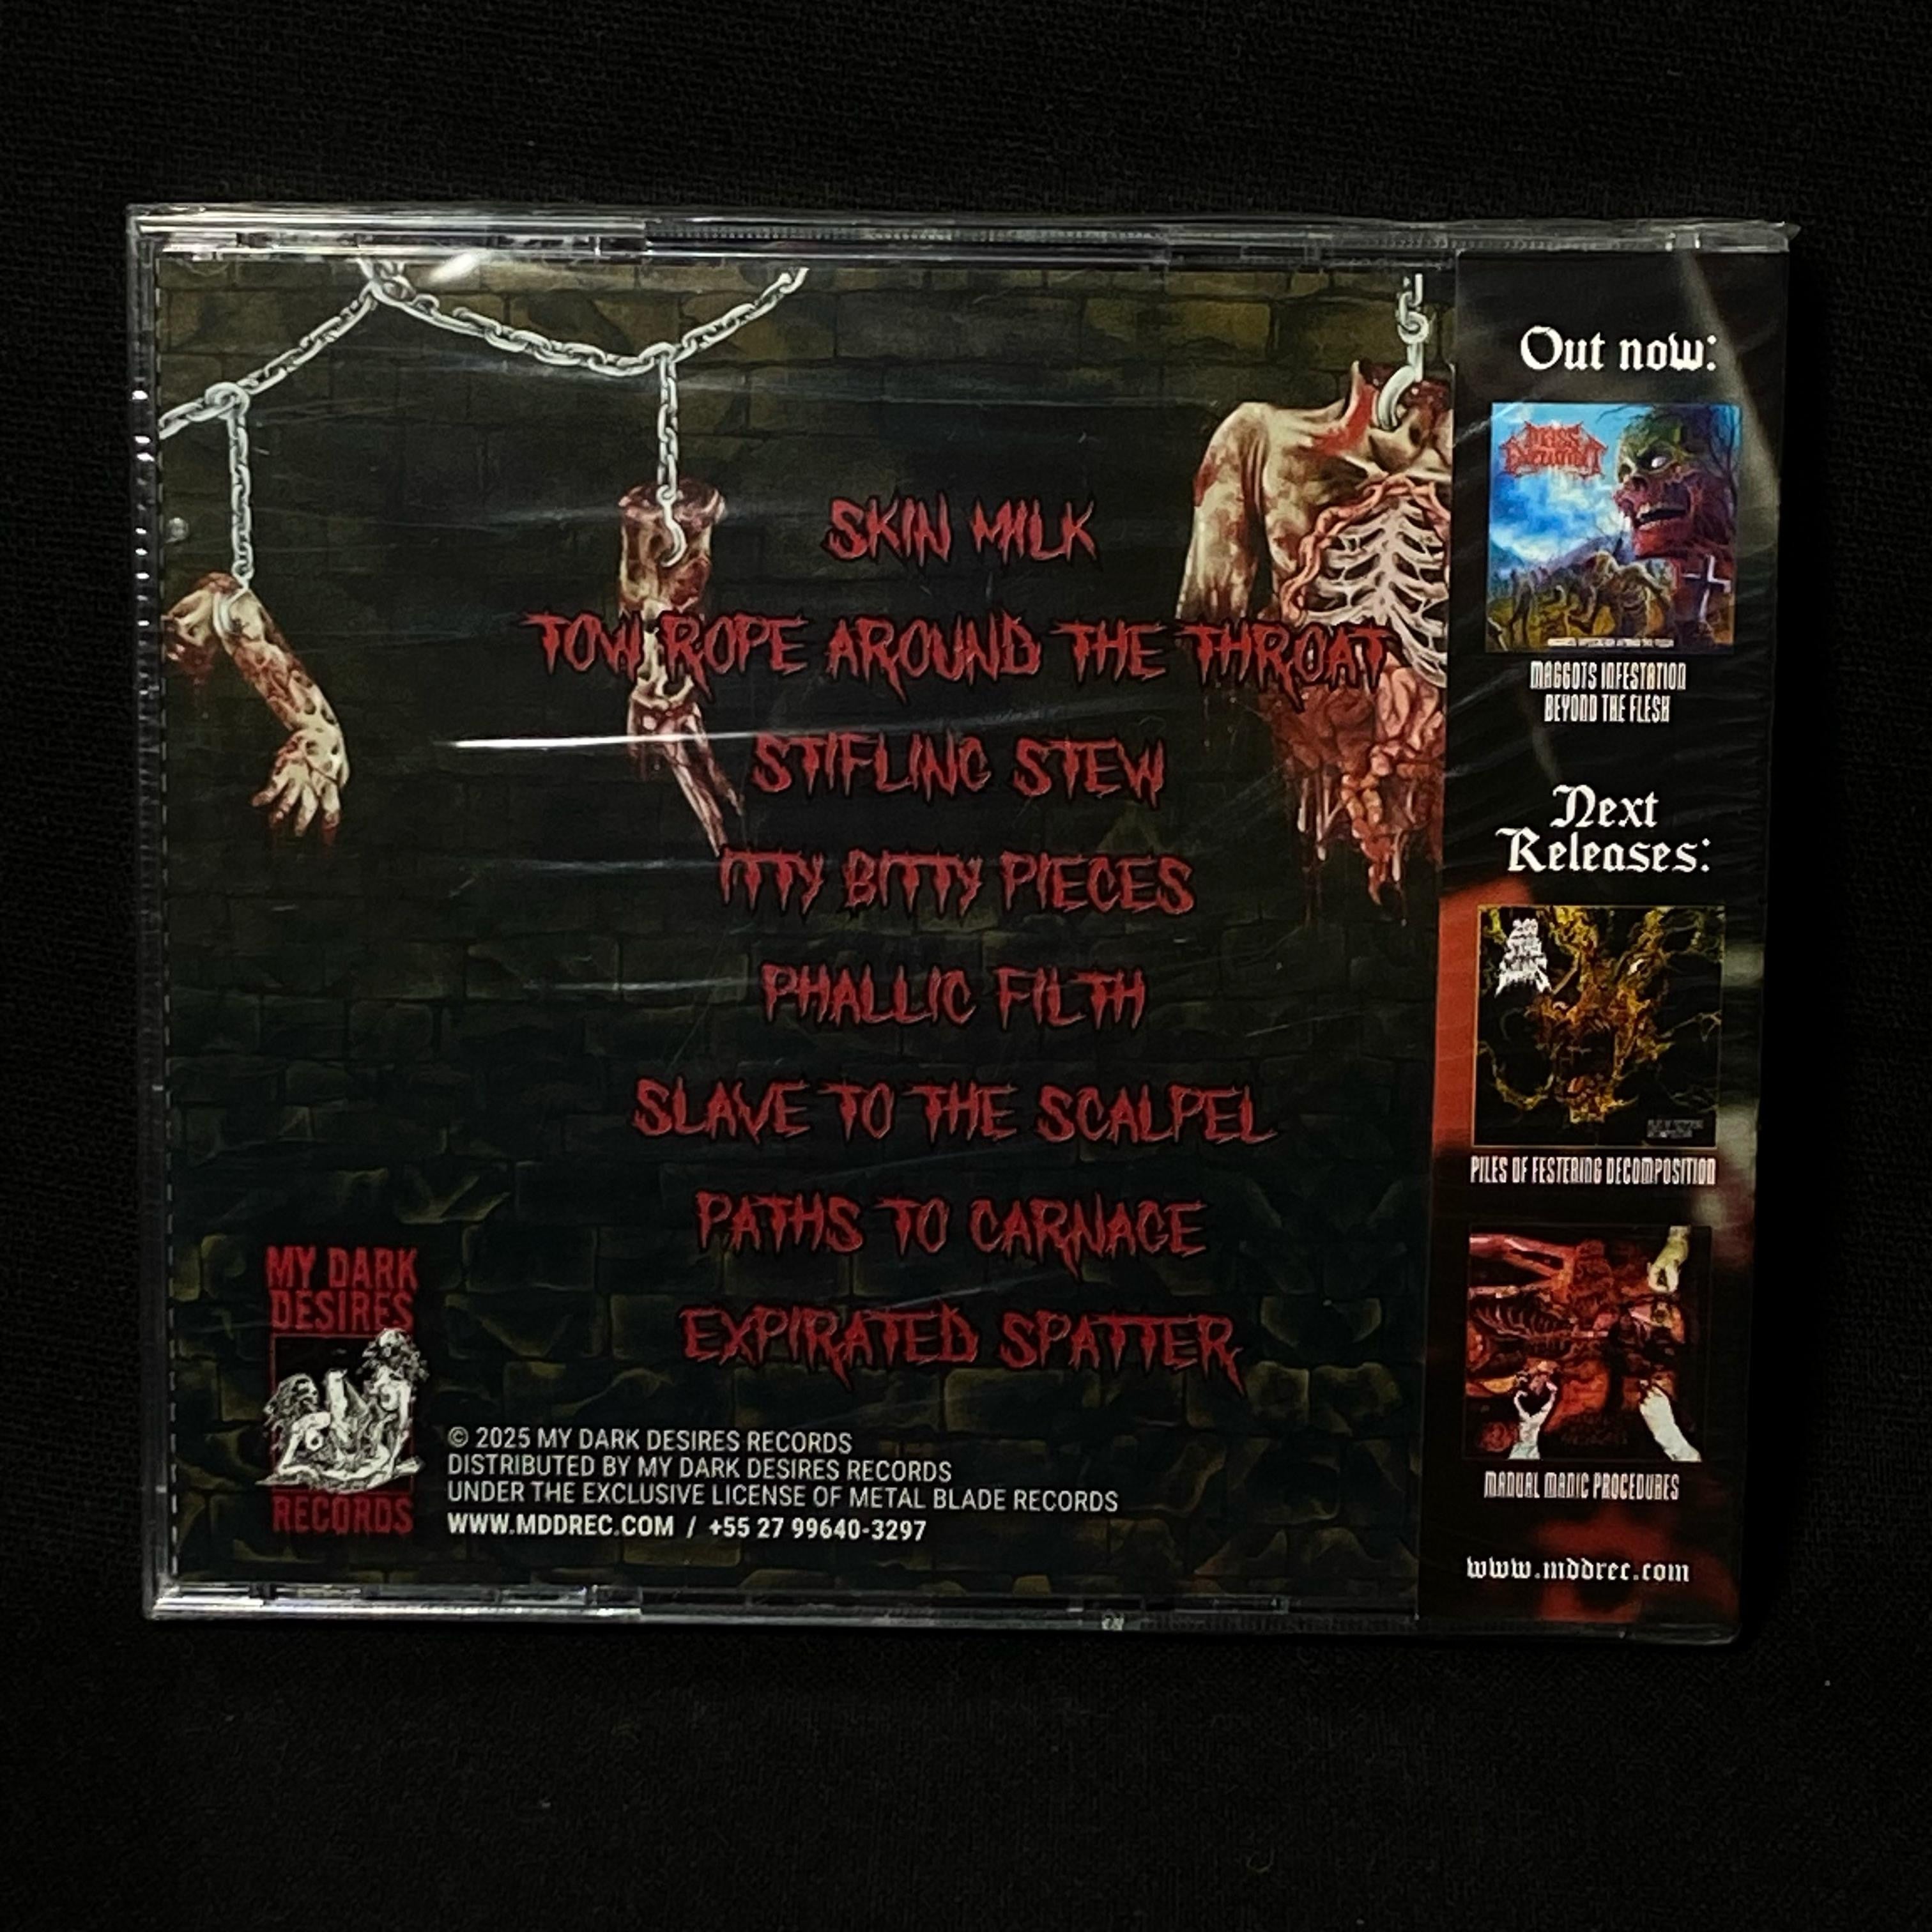 SKIN MILK
TOW ROPE AROUND THE THROAT
STIFLING STEW
ITTY BITTY PIECES
PHALLIC FILTH
SLAVE TO THE SCALPEL
PATHS TO CARNAGE
EXPIRATED SPATTER
MY DARK
DESIRES
RECORDS
© 2025 MY DARK DESIRES RECORDS
DISTRIBUTED BY MY DARK DESIRES RECORDS
UNDER THE EXCLUSIVE LICENSE OF METAL BLADE RECORDS
WWW.MDDREC.COM / +55 27 99640-3297
Out now:
MAGGOTS INFESTATION
BEYOND THE FLESH
Next
Releases:
PILES OF FESTERING DECOMPOSITION
MANUAL MANIC PROCEDURES
www.mddrec.com